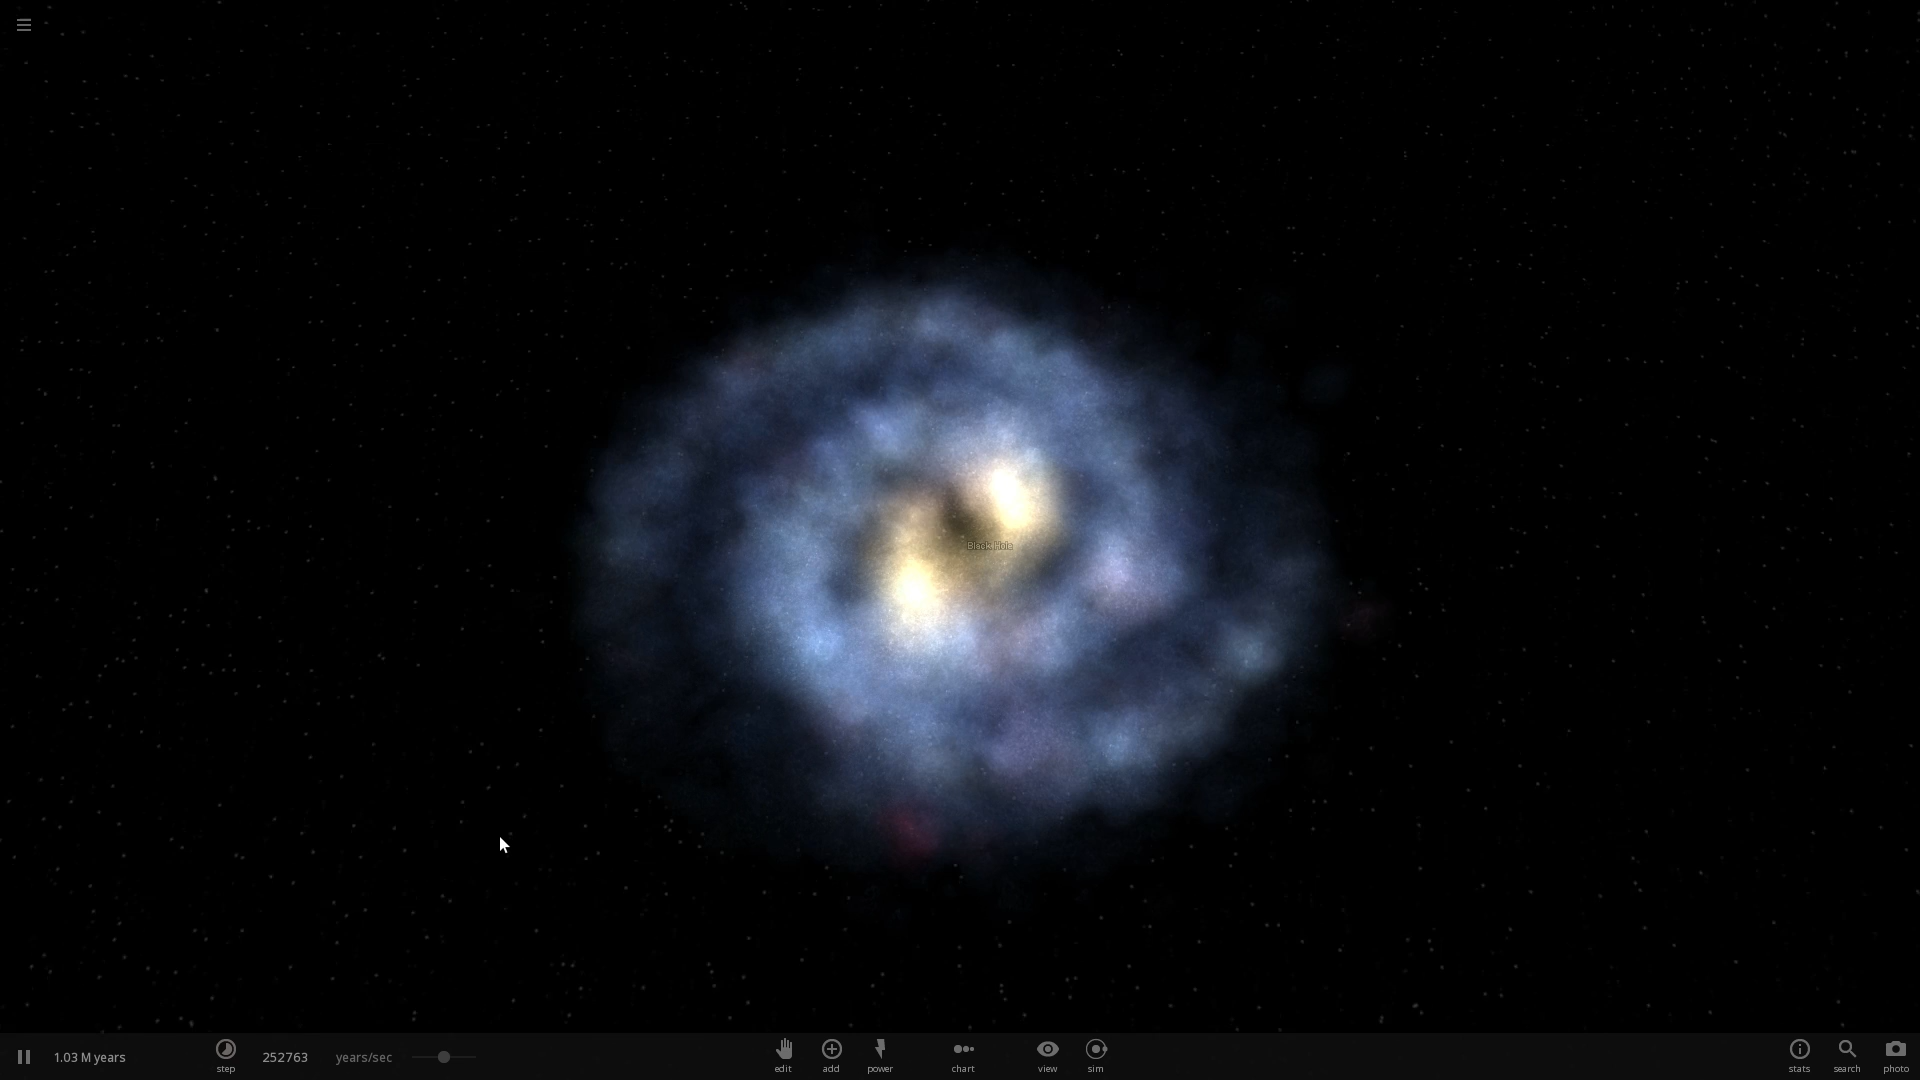 Black Hole
1.03 M years
step
252763
years/sec
edit
add
power
chart
view
sim
stats
search
photo